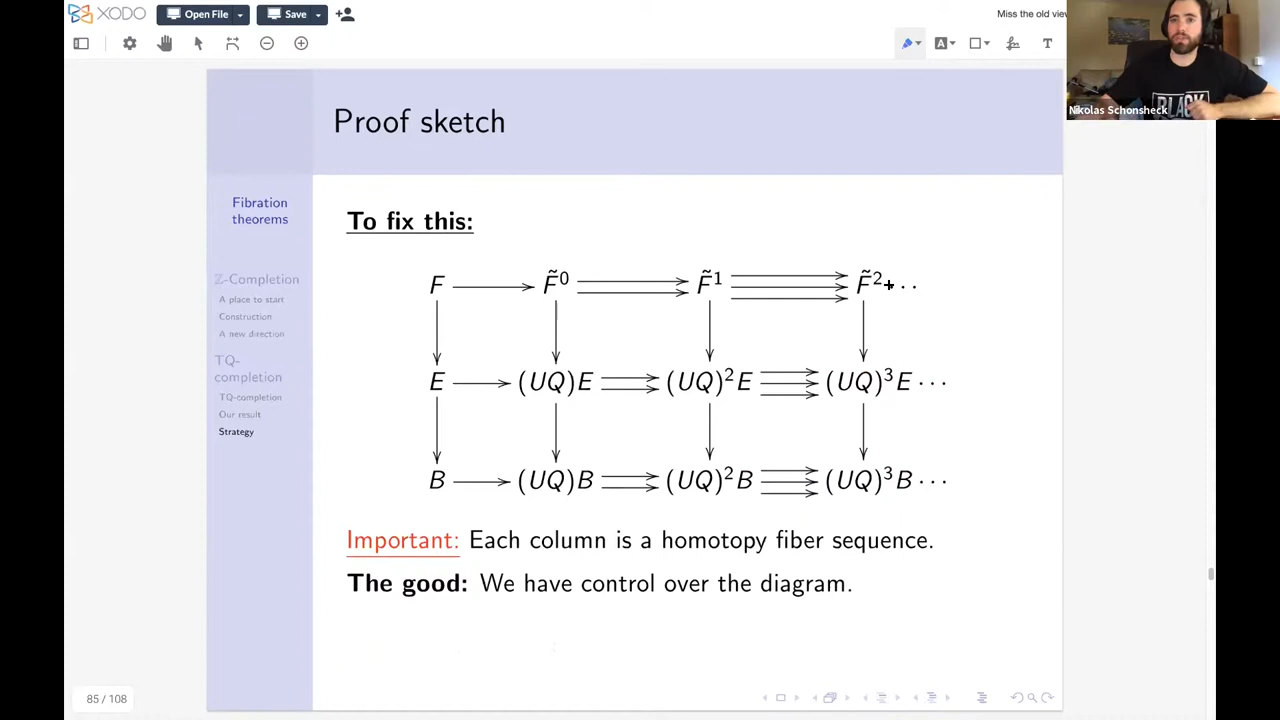 XODO Open File Save Miss the old view
Nikolas Schonsheck
BLACK
Proof sketch
Fibration
theorems
ℤ-Completion
A place to start
Construction
A new direction
TQ-
completion
TQ-completion
Our result
Strategy
To fix this:
F F̃⁰ F̃¹ F̃² ···
E (UQ)E (UQ)²E (UQ)³E ···
B (UQ)B (UQ)²B (UQ)³B ···
Important: Each column is a homotopy fiber sequence.
The good: We have control over the diagram.
85 / 108